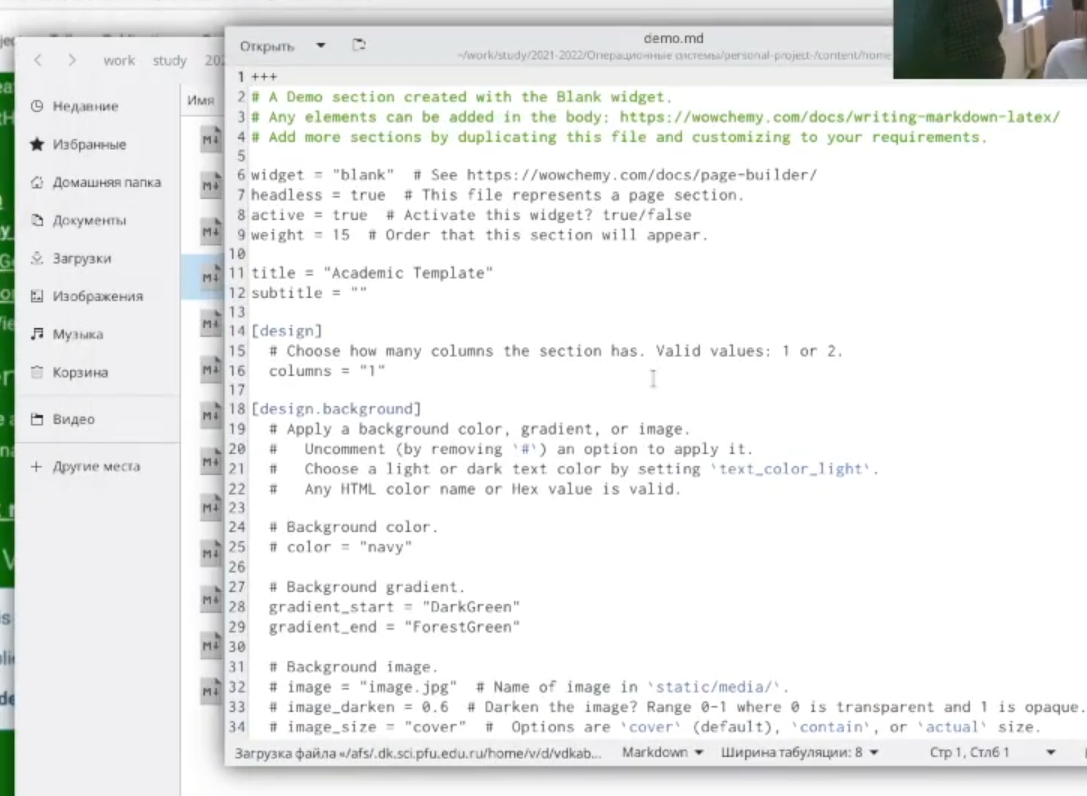 work study 202
Недавние
Избранные
Домашняя папка
Документы
Загрузки
Изображения
Музыка
Корзина
Видео
+ Другие места
Имя
Открыть
demo.md
~/work/study/2021-2022/Операционные системы/personal-project-/content/home
1 +++
2 # A Demo section created with the Blank widget.
3 # Any elements can be added in the body: https://wowchemy.com/docs/writing-markdown-latex/
4 # Add more sections by duplicating this file and customizing to your requirements.
5
6 widget = "blank"  # See https://wowchemy.com/docs/page-builder/
7 headless = true  # This file represents a page section.
8 active = true  # Activate this widget? true/false
9 weight = 15  # Order that this section will appear.
10
11 title = "Academic Template"
12 subtitle = ""
13
14 [design]
15   # Choose how many columns the section has. Valid values: 1 or 2.
16   columns = "1"
17
18 [design.background]
19   # Apply a background color, gradient, or image.
20   #   Uncomment (by removing `#`) an option to apply it.
21   #   Choose a light or dark text color by setting `text_color_light`.
22   #   Any HTML color name or Hex value is valid.
23
24   # Background color.
25   # color = "navy"
26
27   # Background gradient.
28   gradient_start = "DarkGreen"
29   gradient_end = "ForestGreen"
30
31   # Background image.
32   # image = "image.jpg"  # Name of image in `static/media/`.
33   # image_darken = 0.6  # Darken the image? Range 0-1 where 0 is transparent and 1 is opaque.
34   # image_size = "cover"  #  Options are `cover` (default), `contain`, or `actual` size.
Загрузка файла «/afs/.dk.sci.pfu.edu.ru/home/v/d/vdkab... Markdown Ширина табуляции: 8 Стр 1, Стлб 1